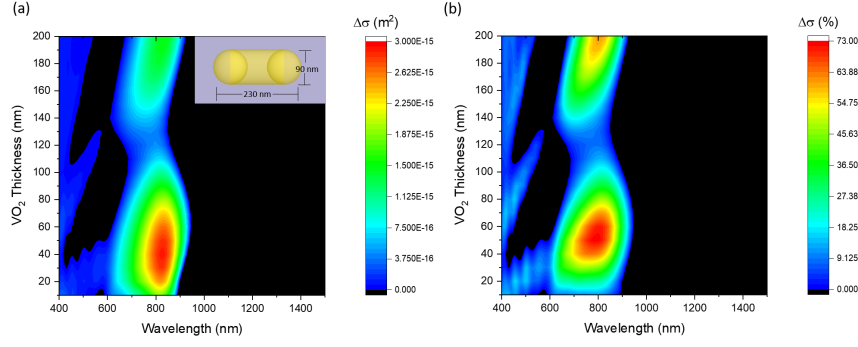 (a)
Δσ (m²)
(b)
Δσ (%)
200
180
160
140
120
100
80
60
40
20
VO₂ Thickness (nm)
400 600 800 1000 1200 1400
Wavelength (nm)
90 nm
230 nm
3.000E-15
2.625E-15
2.250E-15
1.875E-15
1.500E-15
1.125E-15
7.500E-16
3.750E-16
0.000
200
180
160
140
120
100
80
60
40
20
VO₂ Thickness (nm)
400 600 800 1000 1200 1400
Wavelength (nm)
73.00
63.88
54.75
45.63
36.50
27.38
18.25
9.125
0.000